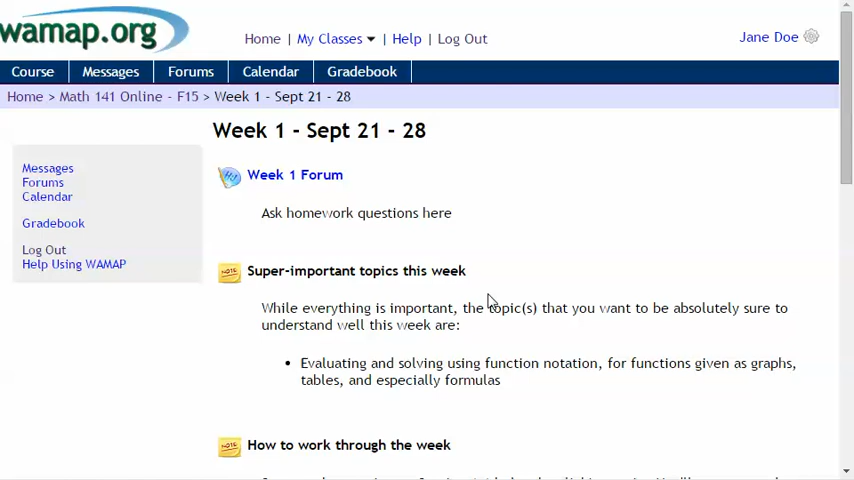 wamap.org
Home | My Classes | Help | Log Out
Jane Doe
Course Messages Forums Calendar Gradebook
Home > Math 141 Online - F15 > Week 1 - Sept 21 - 28
Week 1 - Sept 21 - 28
Messages
Forums
Calendar
Gradebook
Log Out
Help Using WAMAP
Week 1 Forum
Ask homework questions here
NOTE
Super-important topics this week
While everything is important, the topic(s) that you want to be absolutely sure to
understand well this week are:
• Evaluating and solving using function notation, for functions given as graphs,
tables, and especially formulas
NOTE
How to work through the week